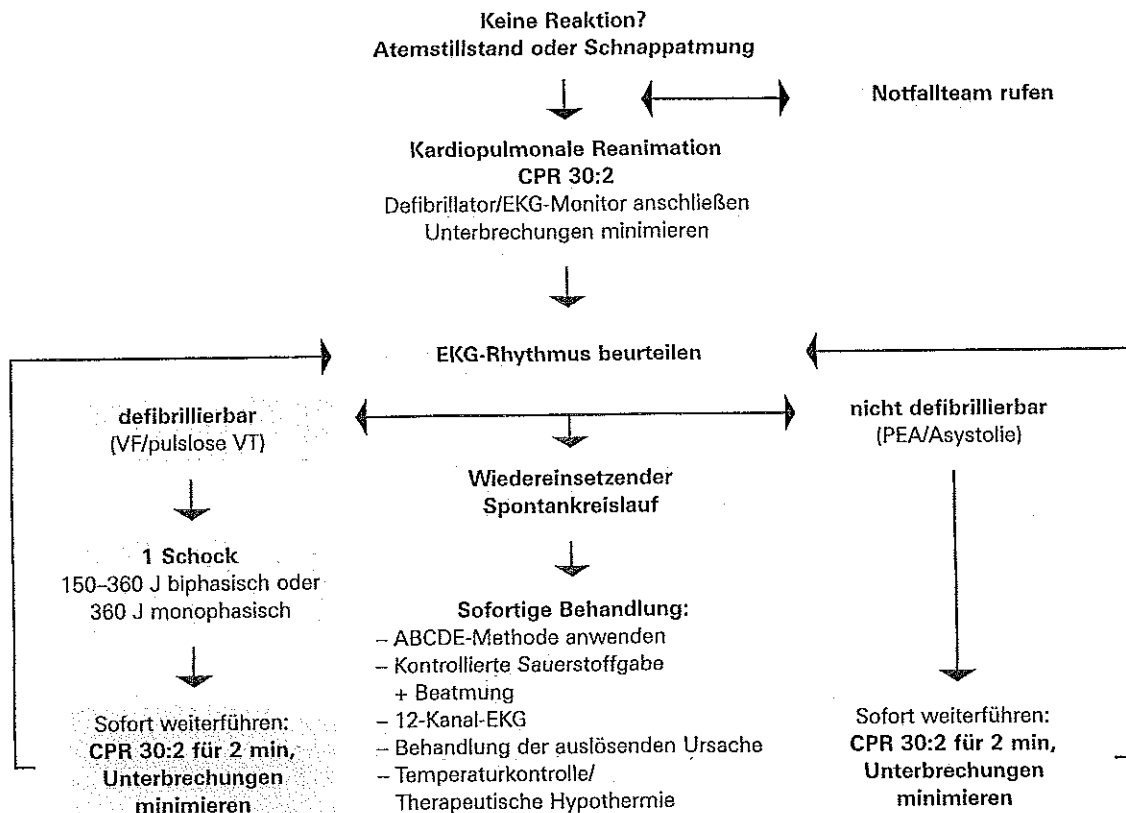 Keine Reaktion?
Atemstillstand oder Schnappatmung
Notfallteam rufen
Kardiopulmonale Reanimation
CPR 30:2
Defibrillator/EKG-Monitor anschließen
Unterbrechungen minimieren
EKG-Rhythmus beurteilen
defibrillierbar
(VF/pulslose VT)
nicht defibrillierbar
(PEA/Asystolie)
Wiedereinsetzender
Spontankreislauf
1 Schock
150–360 J biphasisch oder
360 J monophasisch
Sofortige Behandlung:
– ABCDE-Methode anwenden
– Kontrollierte Sauerstoffgabe
+ Beatmung
– 12-Kanal-EKG
– Behandlung der auslösenden Ursache
– Temperaturkontrolle/
Therapeutische Hypothermie
Sofort weiterführen:
CPR 30:2 für 2 min,
Unterbrechungen
minimieren
Sofort weiterführen:
CPR 30:2 für 2 min,
Unterbrechungen
minimieren